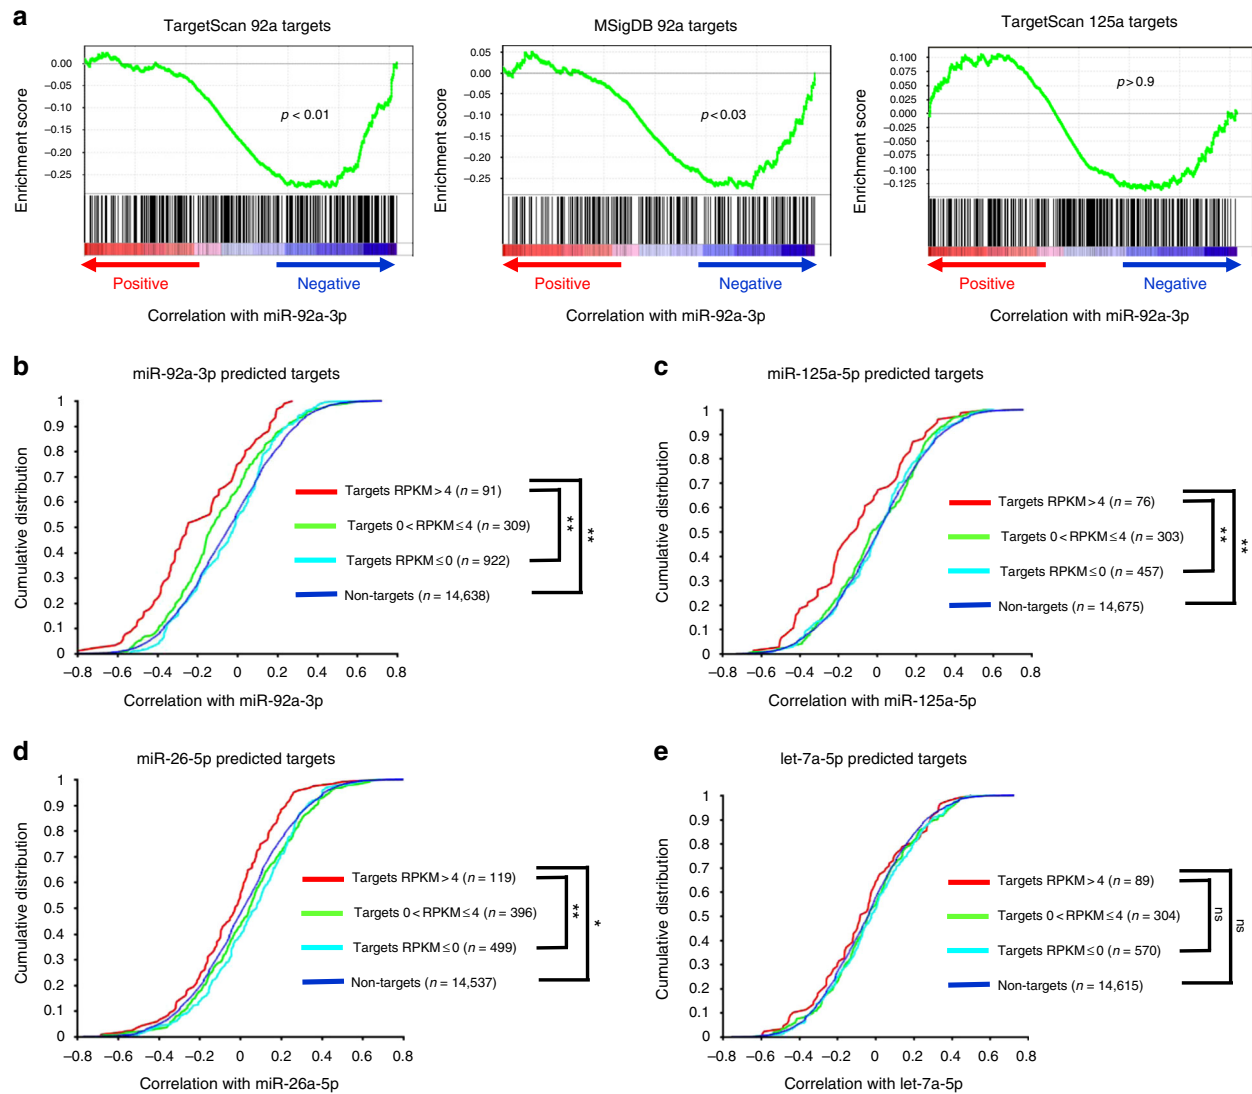 a
TargetScan 92a targets
MSigDB 92a targets
TargetScan 125a targets
Enrichment score
0.00
−0.05
−0.10
−0.15
−0.20
−0.25
p < 0.01
Positive
Negative
Correlation with miR-92a-3p
Enrichment score
0.05
0.00
−0.05
−0.10
−0.15
−0.20
−0.25
p<0.03
Positive
Negative
Correlation with miR-92a-3p
Enrichment score
0.100
0.075
0.050
0.025
0.000
−0.025
−0.050
−0.075
−0.100
−0.125
p>0.9
Positive
Negative
Correlation with miR-92a-3p
b
miR-92a-3p predicted targets
Cumulative distribution
1
0.9
0.8
0.7
0.6
0.5
0.4
0.3
0.2
0.1
0
−0.8 −0.6 −0.4 −0.2 0 0.2 0.4 0.6 0.8
Correlation with miR-92a-3p
Targets RPKM>4 (n = 91)
Targets 0<RPKM≤4 (n = 309)
Targets RPKM≤0 (n = 922)
Non-targets (n = 14,638)
**
**
c
miR-125a-5p predicted targets
Cumulative distribution
1
0.9
0.8
0.7
0.6
0.5
0.4
0.3
0.2
0.1
0
−0.8 −0.6 −0.4 −0.2 0 0.2 0.4 0.6 0.8
Correlation with miR-125a-5p
Targets RPKM>4 (n = 76)
Targets 0<RPKM≤4 (n = 303)
Targets RPKM≤0 (n = 457)
Non-targets (n = 14,675)
**
**
d
miR-26-5p predicted targets
Cumulative distribution
1
0.9
0.8
0.7
0.6
0.5
0.4
0.3
0.2
0.1
0
−0.8 −0.6 −0.4 −0.2 0 0.2 0.4 0.6 0.8
Correlation with miR-26a-5p
Targets RPKM>4 (n = 119)
Targets 0<RPKM≤4 (n = 396)
Targets RPKM≤0 (n = 499)
Non-targets (n = 14,537)
**
*
e
let-7a-5p predicted targets
Cumulative distribution
1
0.9
0.8
0.7
0.6
0.5
0.4
0.3
0.2
0.1
0
−0.8 −0.6 −0.4 −0.2 0 0.2 0.4 0.6 0.8
Correlation with let-7a-5p
Targets RPKM>4 (n = 89)
Targets 0<RPKM≤4 (n = 304)
Targets RPKM≤0 (n = 570)
Non-targets (n = 14,615)
ns
ns